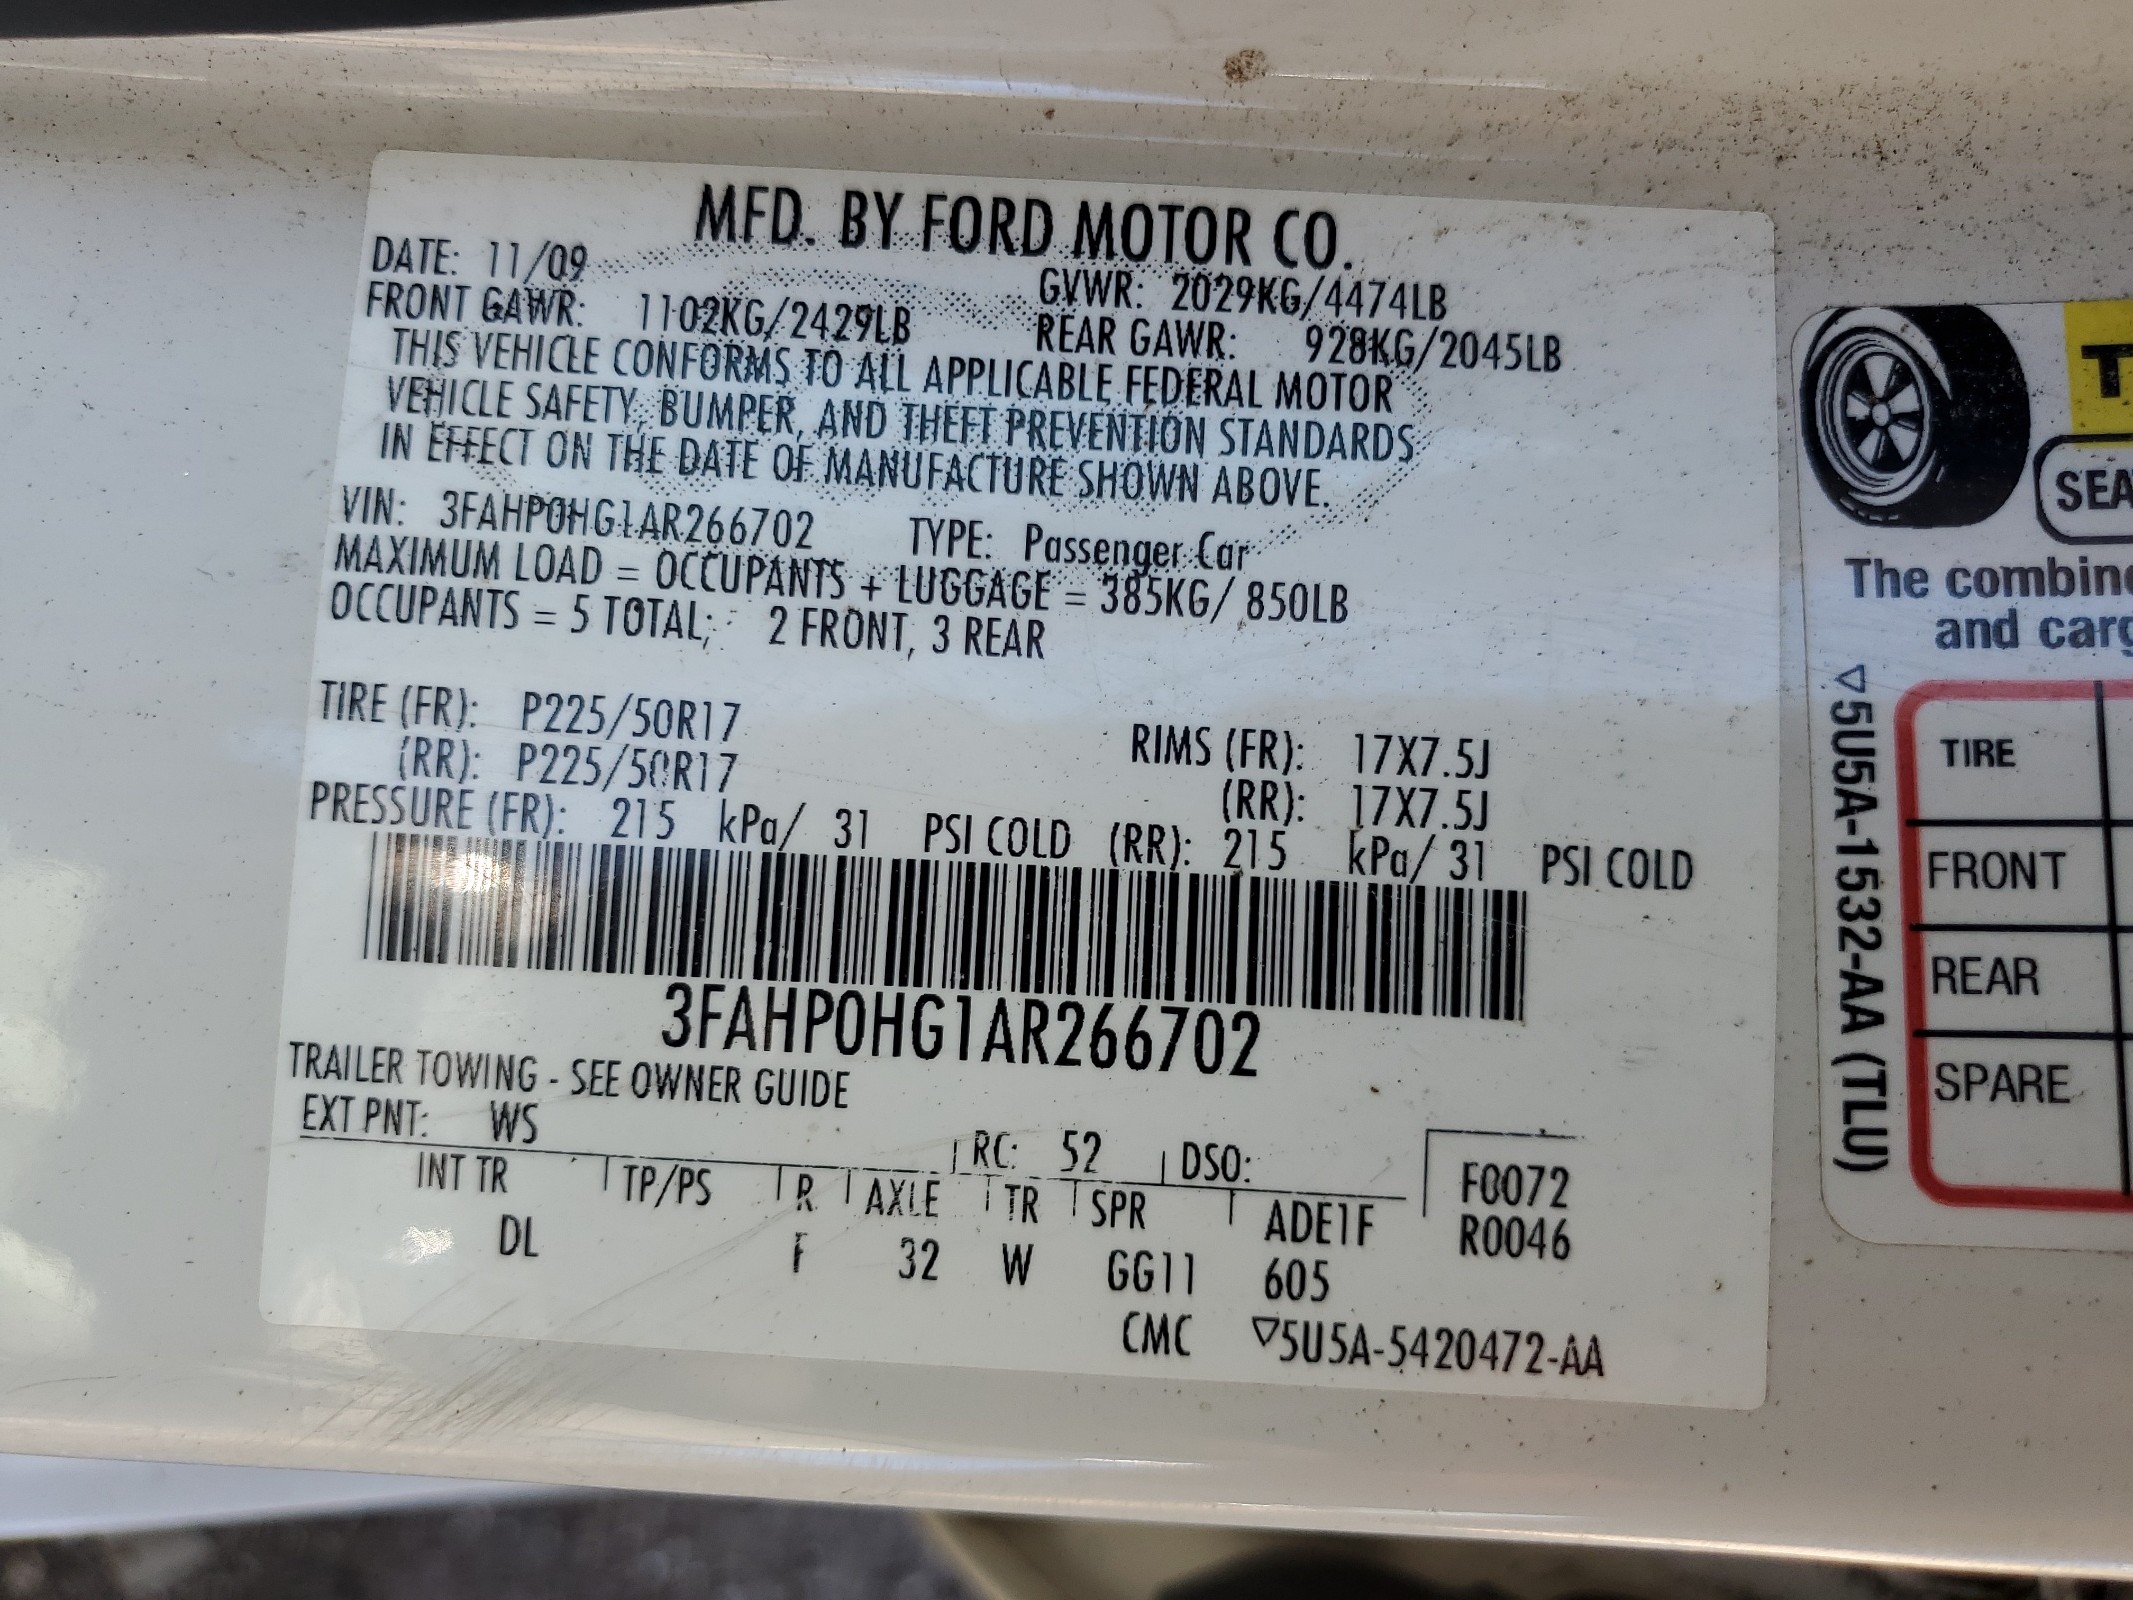 MFD. BY FORD MOTOR CO.
DATE: 11/09 GVWR: 2029KG/4474LB
FRONT GAWR: 1102KG/2429LB REAR GAWR: 928KG/2045LB
THIS VEHICLE CONFORMS TO ALL APPLICABLE FEDERAL MOTOR
VEHICLE SAFETY, BUMPER, AND THEFT PREVENTION STANDARDS
IN EFFECT ON THE DATE OF MANUFACTURE SHOWN ABOVE.
VIN: 3FAHP0HG1AR266702 TYPE: Passenger Car
MAXIMUM LOAD = OCCUPANTS + LUGGAGE = 385KG/ 850LB
OCCUPANTS = 5 TOTAL; 2 FRONT, 3 REAR
TIRE (FR): P225/50R17 RIMS (FR): 17X7.5J
(RR): P225/50R17 (RR): 17X7.5J
PRESSURE (FR): 215 kPa/ 31 PSI COLD (RR): 215 kPa/ 31 PSI COLD
3FAHP0HG1AR266702
TRAILER TOWING - SEE OWNER GUIDE
EXT PNT: WS RC: 52 DSO: F0072
INT TR TP/PS R AXLE TR SPR ADE1F R0046
DL F 32 W GG11 605
CMC ▽5U5A-5420472-AA
The
and
▽5U5A-1532-AA (TLU)
TIRE
FRONT
REAR
SPARE